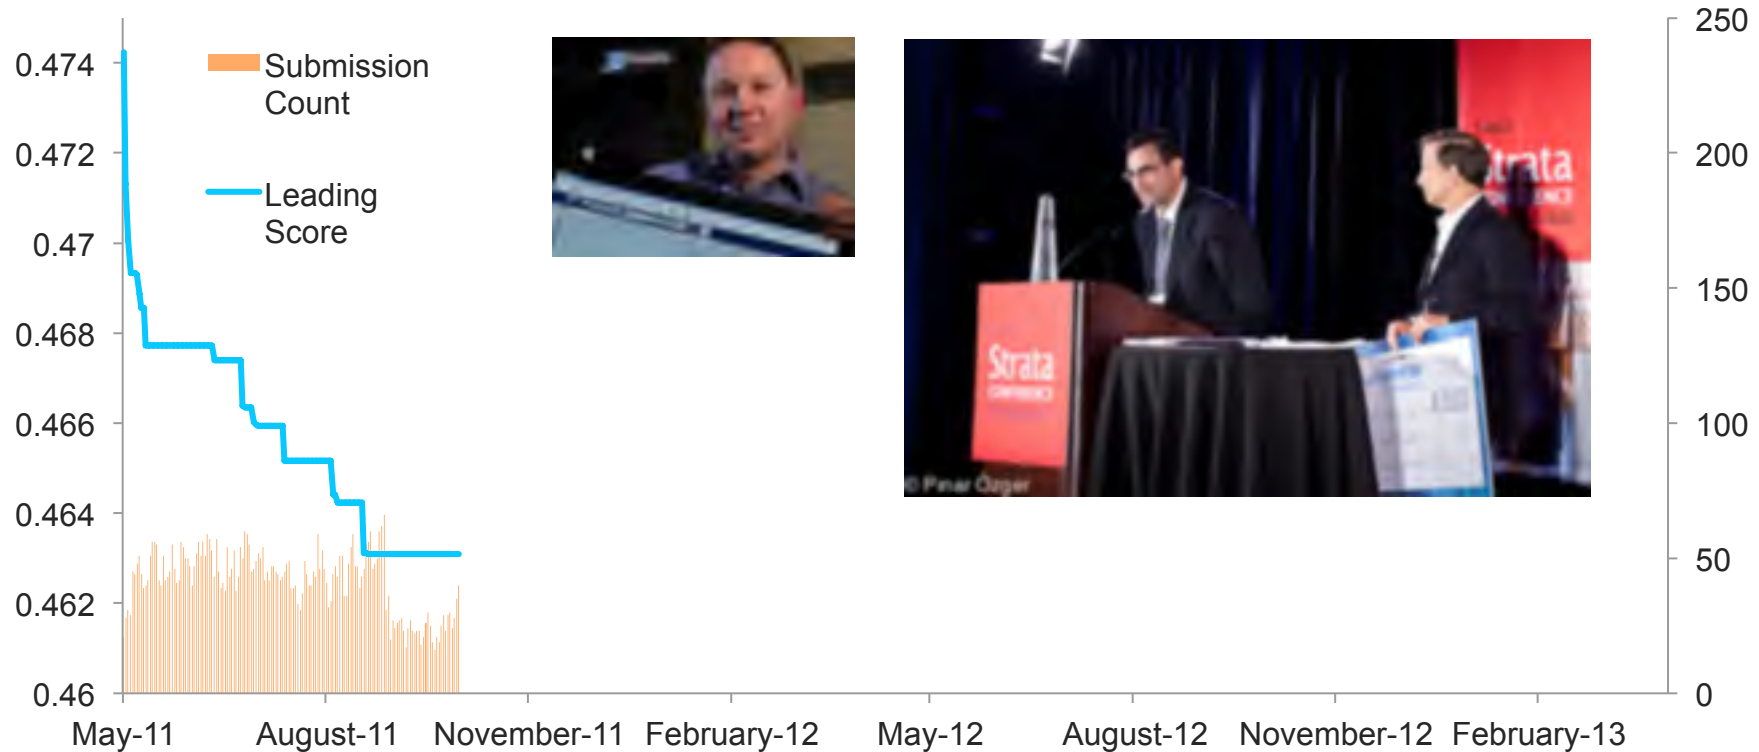 250
0.474
Submission
Count
0.472
200
Strata
CONFERENCE
Leading
Score
0.47
150
0.468
Strata
CONFERENCE
0.466
100
© Pinar Özger
0.464
50
0.462
0.46
0
May-11
August-11
November-11
February-12
May-12
August-12
November-12
February-13